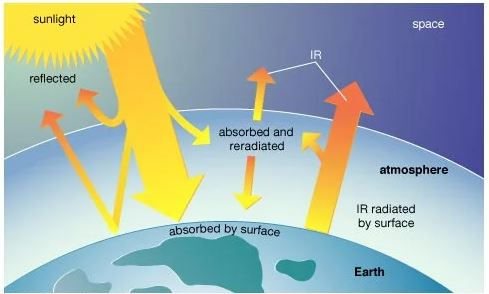 sunlight
space
IR
reflected
absorbed and
reradiated
atmosphere
IR radiated
by surface
absorbed by surface
Earth